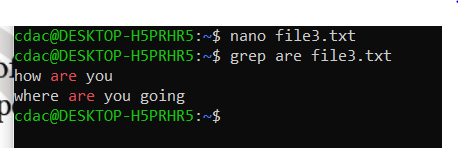 cdac@DESKTOP-H5PRHR5:~$ nano file3.txt
cdac@DESKTOP-H5PRHR5:~$ grep are file3.txt
how are you
where are you going
cdac@DESKTOP-H5PRHR5:~$